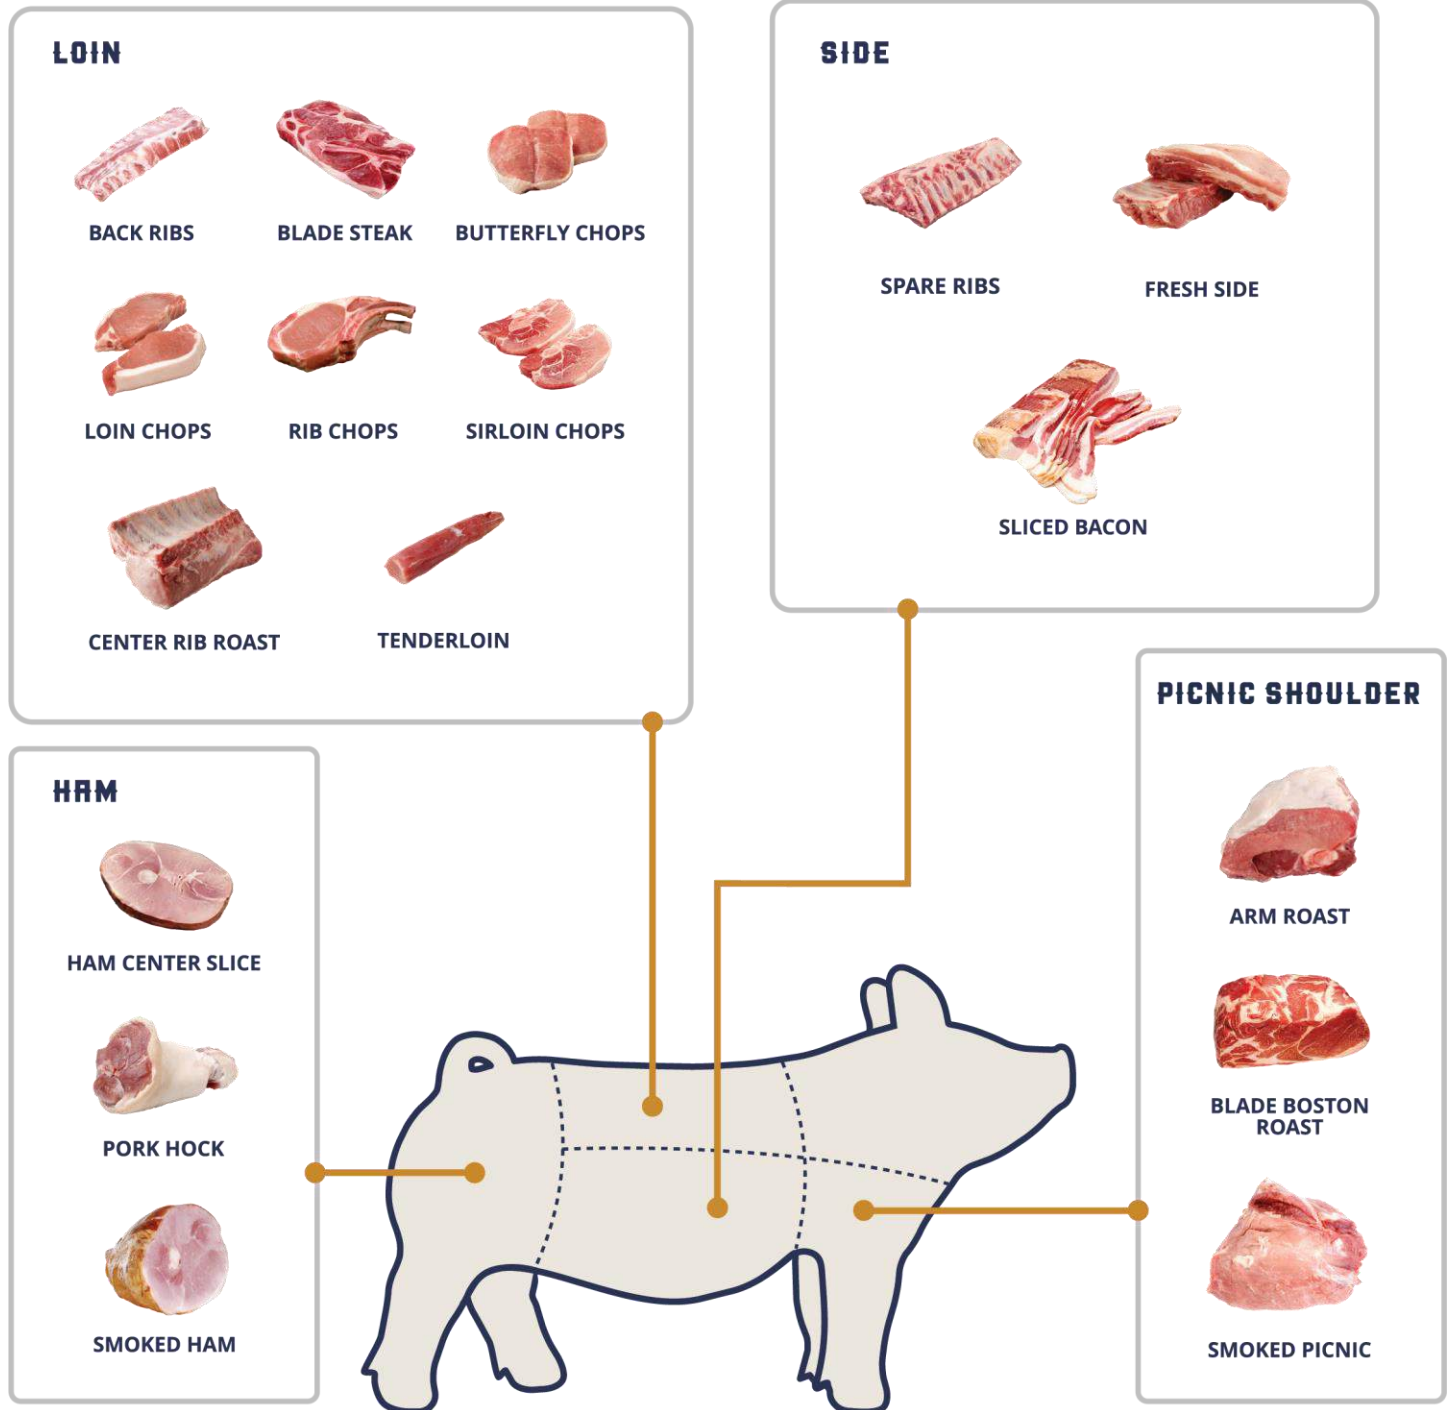 LOIN
BACK RIBS
BLADE STEAK
BUTTERFLY CHOPS
LOIN CHOPS
RIB CHOPS
SIRLOIN CHOPS
CENTER RIB ROAST
TENDERLOIN
SIDE
SPARE RIBS
FRESH SIDE
SLICED BACON
HAM
HAM CENTER SLICE
PORK HOCK
SMOKED HAM
PICNIC SHOULDER
ARM ROAST
BLADE BOSTON
ROAST
SMOKED PICNIC